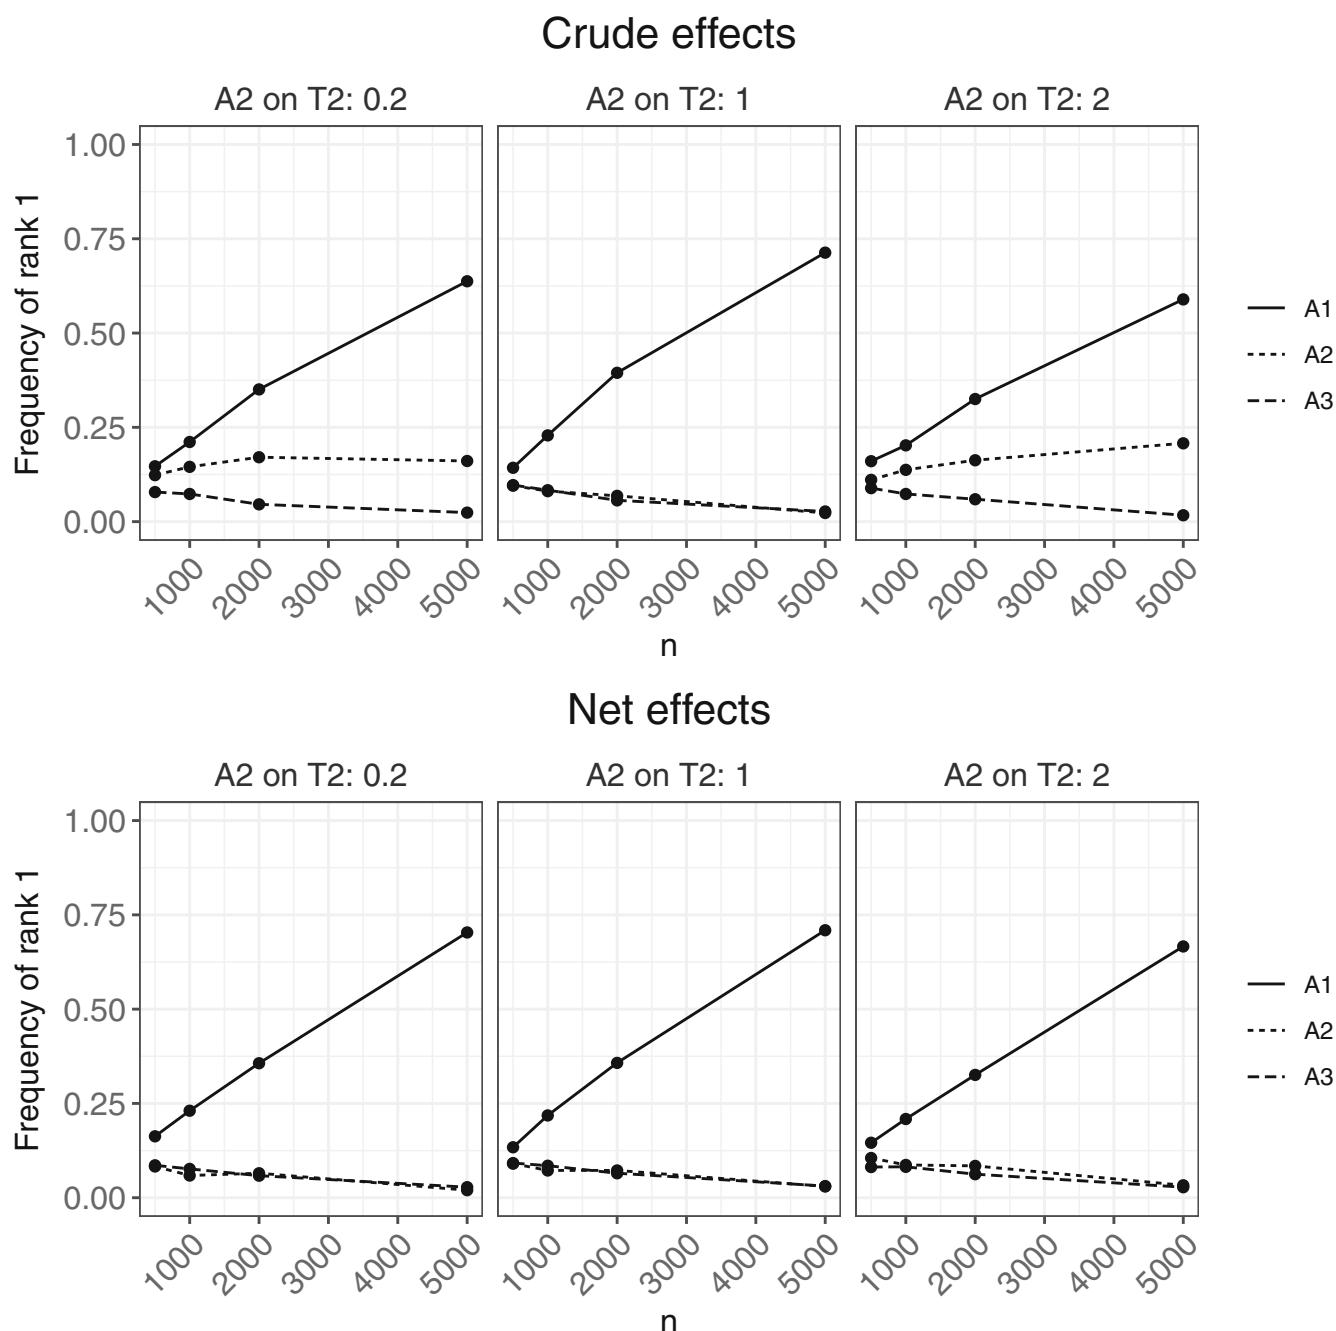 Crude effects
A2 on T2: 0.2
A2 on T2: 1
A2 on T2: 2
Frequency of rank 1
1.00
0.75
0.50
0.25
0.00
1000 2000 3000 4000 5000
1000 2000 3000 4000 5000
1000 2000 3000 4000 5000
n
A1
A2
A3
Net effects
A2 on T2: 0.2
A2 on T2: 1
A2 on T2: 2
Frequency of rank 1
1.00
0.75
0.50
0.25
0.00
1000 2000 3000 4000 5000
1000 2000 3000 4000 5000
1000 2000 3000 4000 5000
n
A1
A2
A3